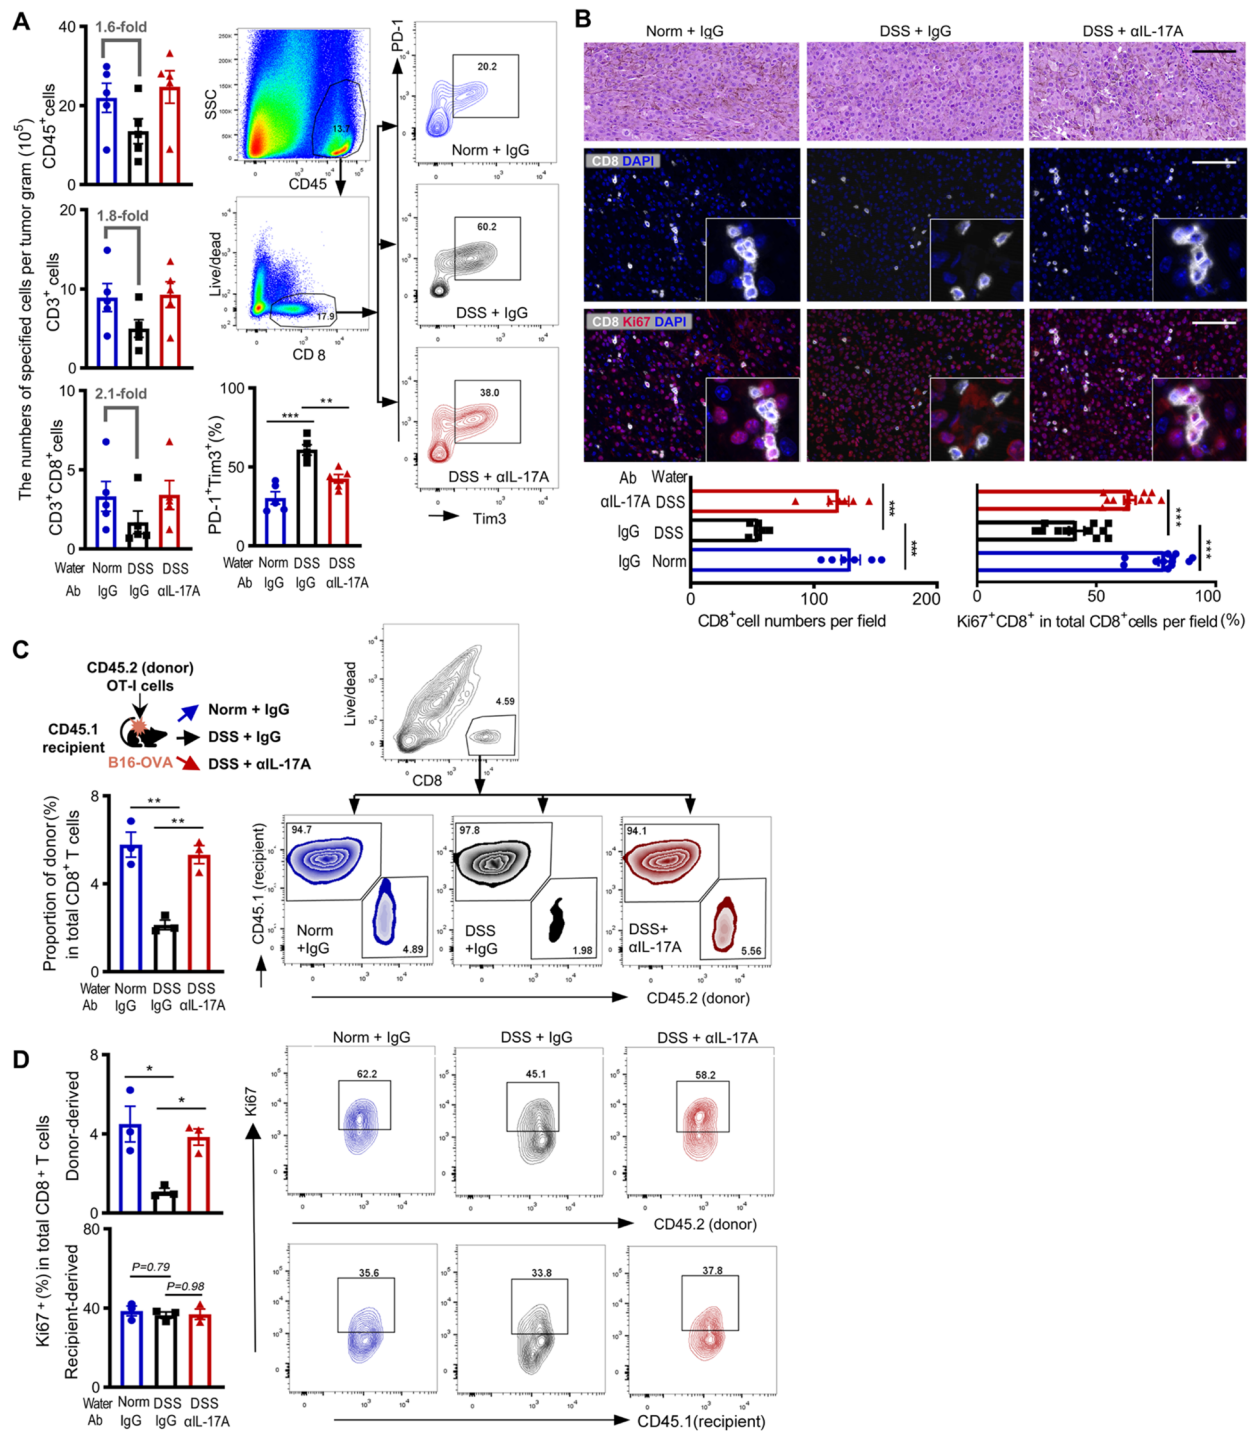 A
The numbers of specified cells per tumor gram (10⁵)
CD45⁺cells
40
20
0
1.6-fold
CD3⁺cells
20
10
0
1.8-fold
CD3⁺CD8⁺cells
10
5
0
2.1-fold
Water Norm DSS DSS
Ab IgG IgG αIL-17A
SSC
250K
200K
150K
100K
50K
0
13.7
CD45
Live/dead
17.9
CD 8
PD-1⁺Tim3⁺(%)
100
50
0
***
**
Water Norm DSS DSS
Ab IgG IgG αIL-17A
PD-1
20.2
Norm + IgG
60.2
DSS + IgG
38.0
DSS + αIL-17A
Tim3
B
Norm + IgG
DSS + IgG
DSS + αIL-17A
CD8 DAPI
CD8 Ki67 DAPI
Ab Water
αIL-17A DSS
IgG DSS
IgG Norm
***
***
0 100 200
CD8⁺cell numbers per field
***
***
0 50 100
Ki67⁺CD8⁺ in total CD8⁺cells per field (%)
C
CD45.2 (donor)
OT-I cells
CD45.1
recipient
B16-OVA
Norm + IgG
DSS + IgG
DSS + αIL-17A
Live/dead
4.59
CD8
Proportion of donor (%)
in total CD8⁺ T cells
8
4
0
**
**
Water Norm DSS DSS
Ab IgG IgG αIL-17A
CD45.1 (recipient)
94.7
Norm
+IgG
4.89
97.8
DSS
+IgG
1.98
94.1
DSS+
αIL-17A
5.56
CD45.2 (donor)
D
Ki67 + (%) in total CD8 + T cells
Donor-derived
8
4
0
*
*
Recipient-derived
80
40
0
P=0.79
P=0.98
Water Norm DSS DSS
Ab IgG IgG αIL-17A
Ki67
Norm + IgG
DSS + IgG
DSS + αIL-17A
62.2
45.1
58.2
CD45.2 (donor)
35.6
33.8
37.8
CD45.1(recipient)